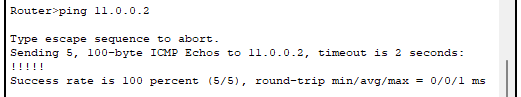 Router>ping 11.0.0.2
Type escape sequence to abort.
Sending 5, 100-byte ICMP Echos to 11.0.0.2, timeout is 2 seconds:
!!!!!
Success rate is 100 percent (5/5), round-trip min/avg/max = 0/0/1 ms